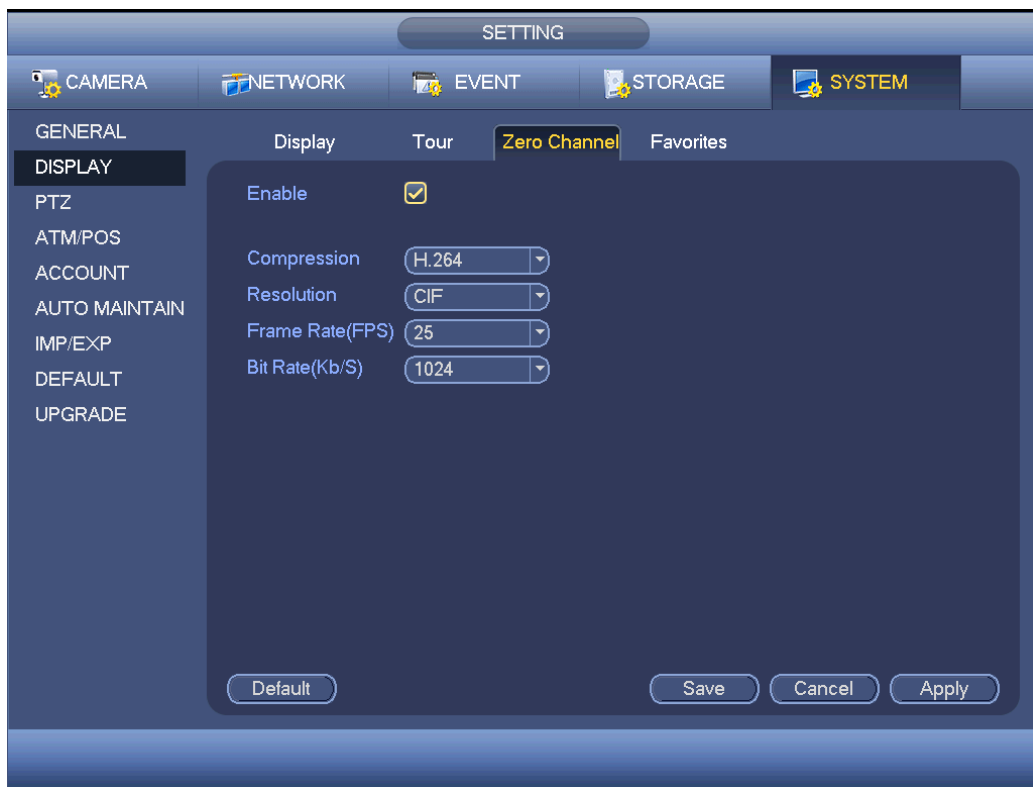 SETTING
CAMERA NETWORK EVENT STORAGE SYSTEM
GENERAL
DISPLAY
PTZ
ATM/POS
ACCOUNT
AUTO MAINTAIN
IMP/EXP
DEFAULT
UPGRADE
Display Tour Zero Channel Favorites
Enable
Compression H.264
Resolution CIF
Frame Rate(FPS) 25
Bit Rate(Kb/S) 1024
Default Save Cancel Apply